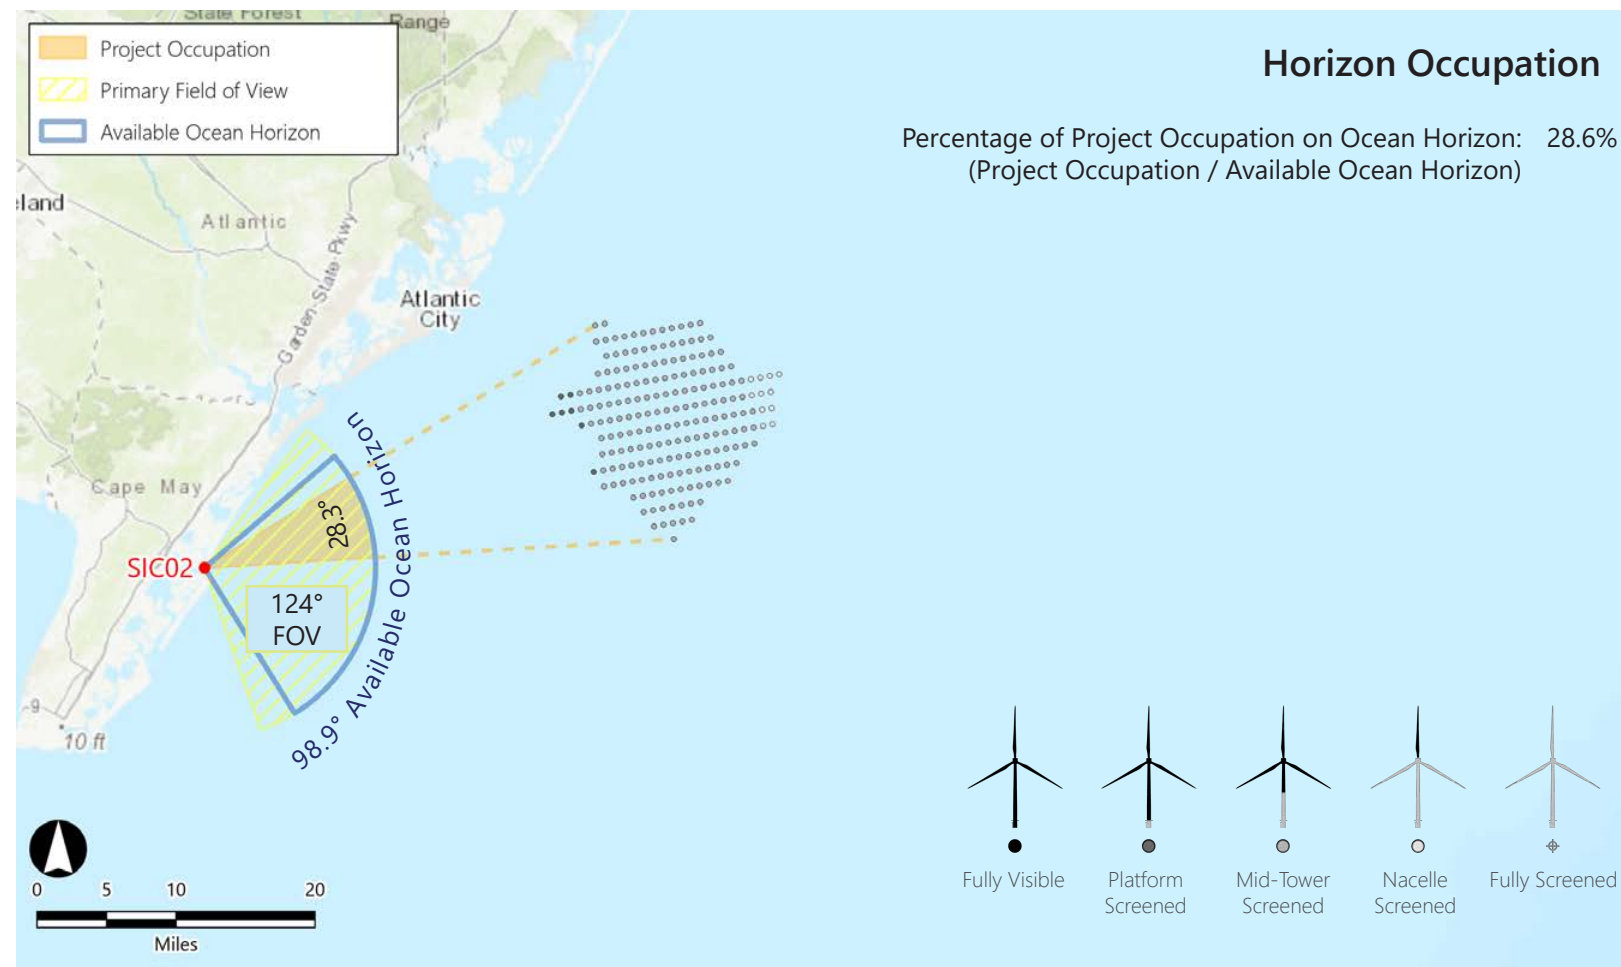 State Forest
Range
Project Occupation
Primary Field of View
Available Ocean Horizon
Horizon Occupation
Percentage of Project Occupation on Ocean Horizon: 28.6%
(Project Occupation / Available Ocean Horizon)
Atlantic
Garden State Pkwy
Atlantic
City
Cape May
28.3°
SIC02
124°
FOV
98.9° Available Ocean Horizon
10 ft
0 5 10 20
Miles
Fully Visible
Platform
Screened
Mid-Tower
Screened
Nacelle
Screened
Fully Screened